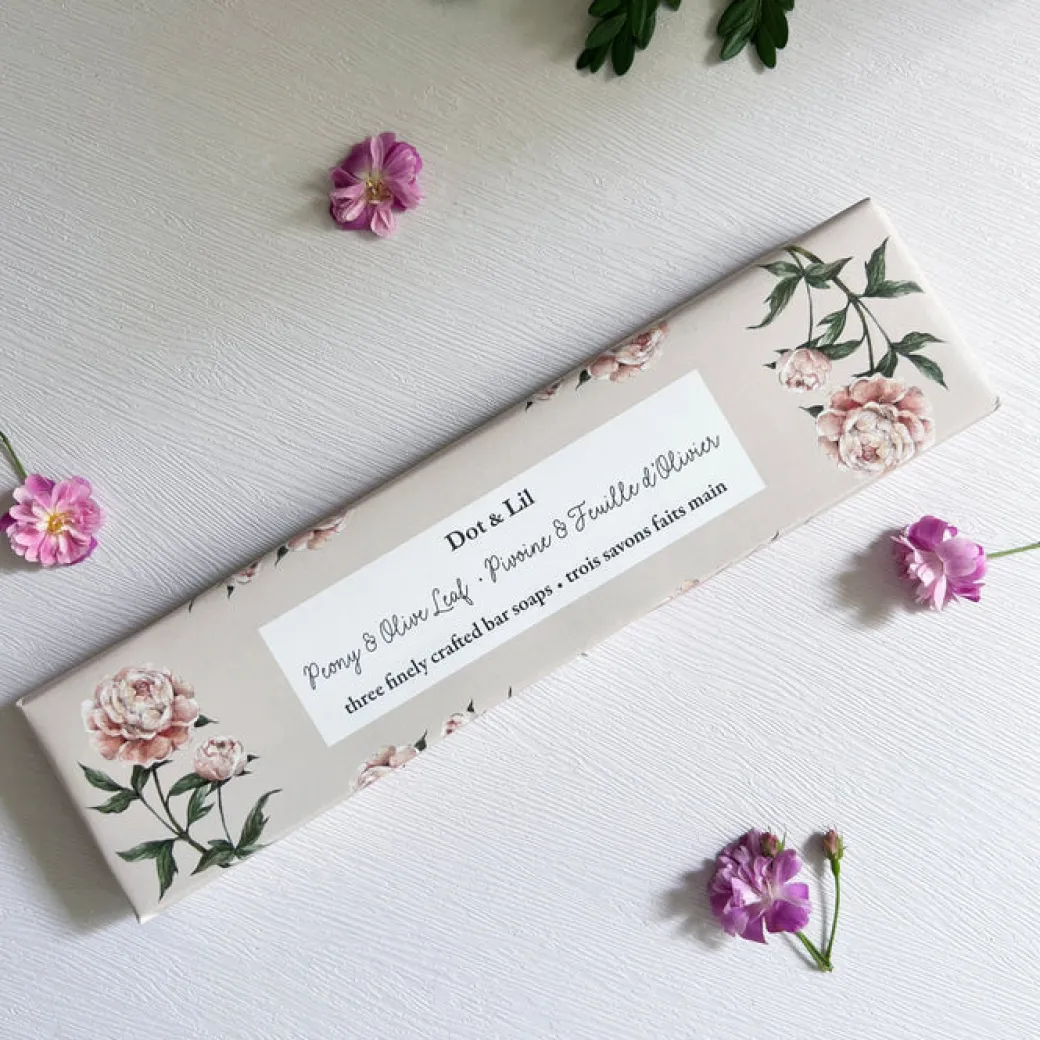 Dot & Lil
Peony & Olive Leaf · Pivoine & Feuille d'Olivier
three finely crafted bar soaps • trois savons faits main